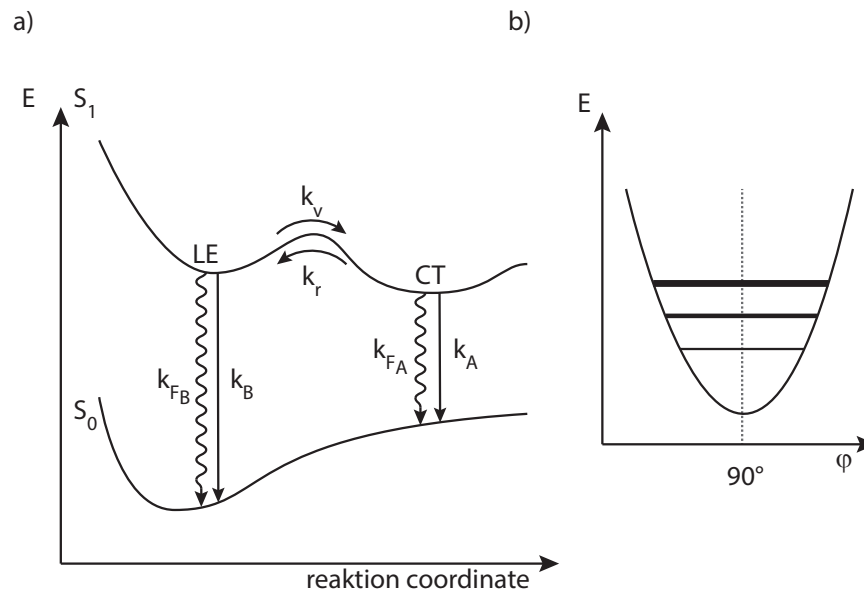 a)
E
S1
kv
LE
kr
CT
kFB
kB
kFA
kA
S0
reaktion coordinate
b)
E
90°
φ